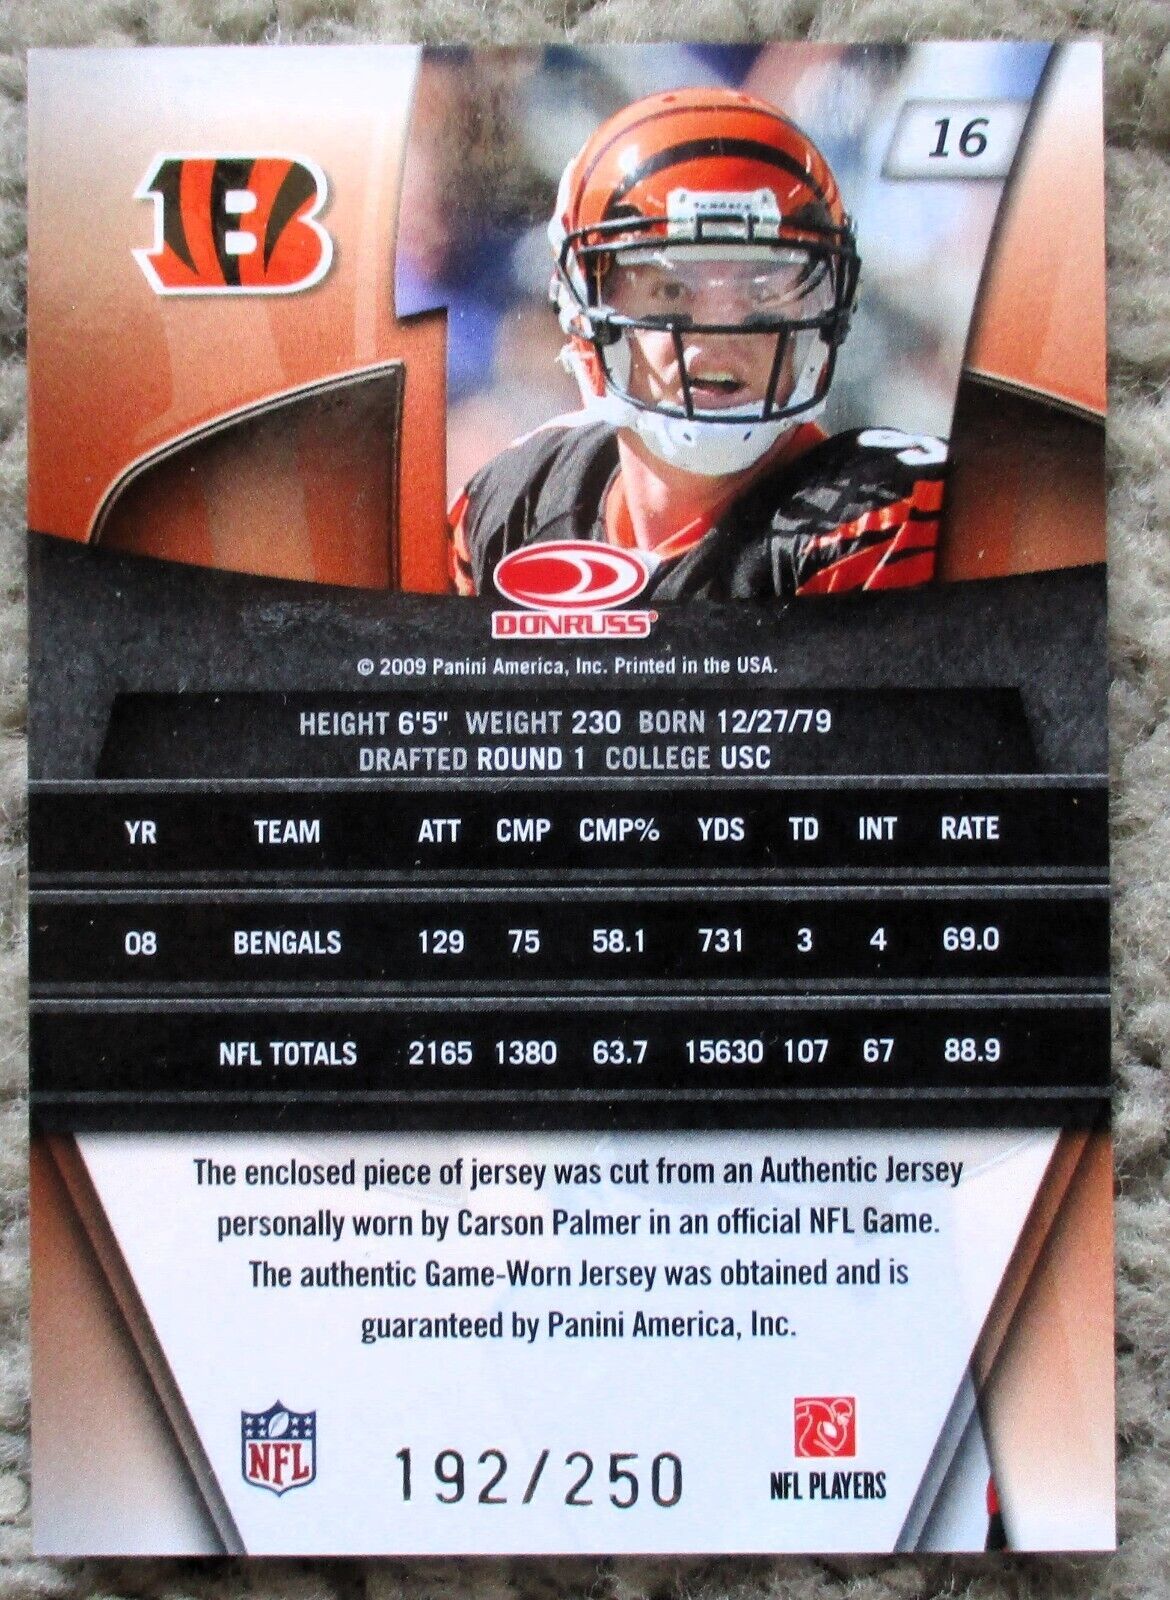 16
B
DONRUSS
© 2009 Panini America, Inc. Printed in the USA.
HEIGHT 6'5" WEIGHT 230 BORN 12/27/79
DRAFTED ROUND 1 COLLEGE USC
YR TEAM ATT CMP CMP% YDS TD INT RATE
08 BENGALS 129 75 58.1 731 3 4 69.0
NFL TOTALS 2165 1380 63.7 15630 107 67 88.9
The enclosed piece of jersey was cut from an Authentic Jersey
personally worn by Carson Palmer in an official NFL Game.
The authentic Game-Worn Jersey was obtained and is
guaranteed by Panini America, Inc.
NFL
192/250
NFL PLAYERS